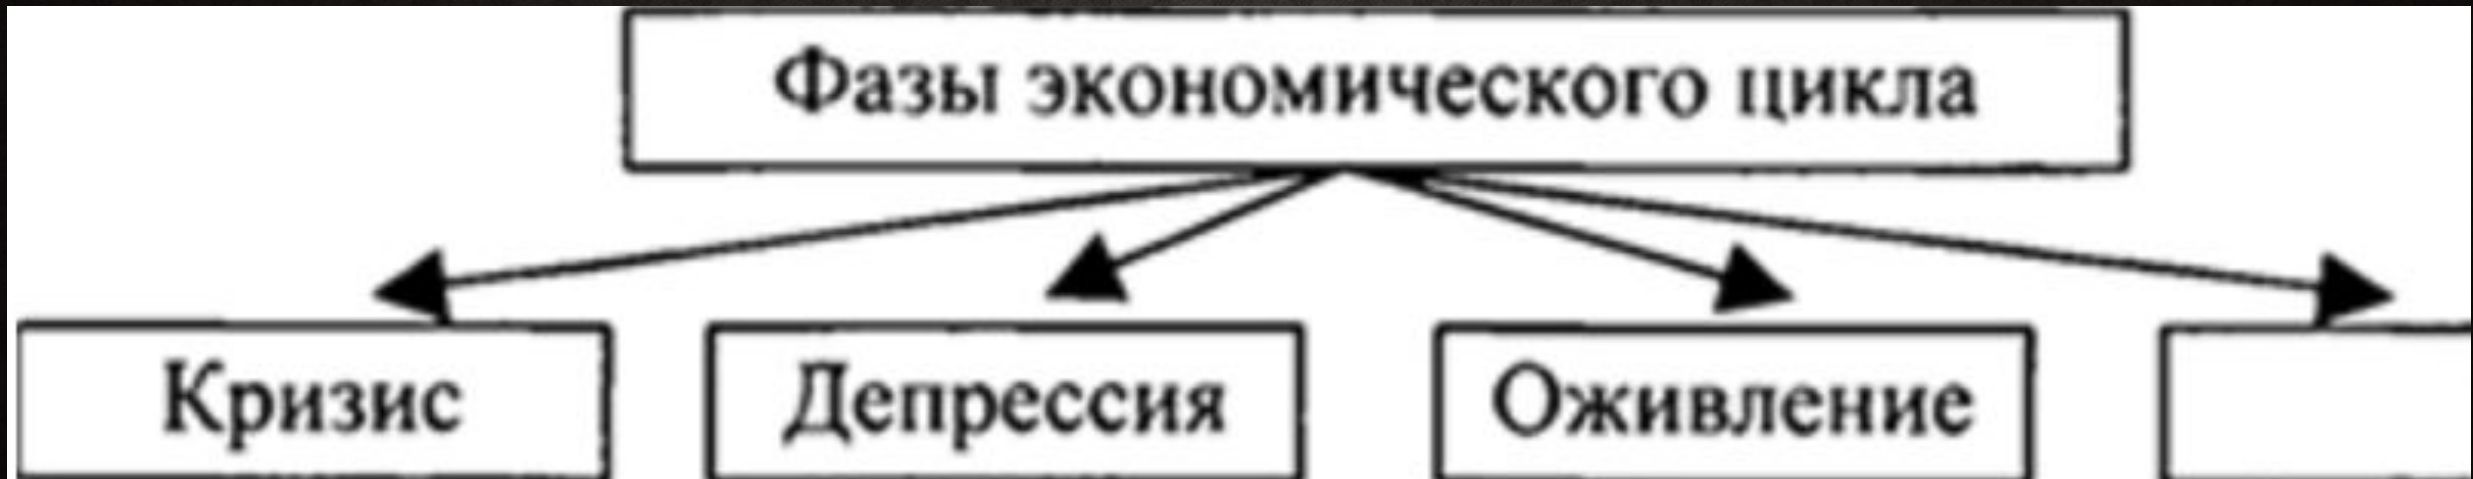 Фазы экономического цикла
Кризис
Депрессия
Оживление